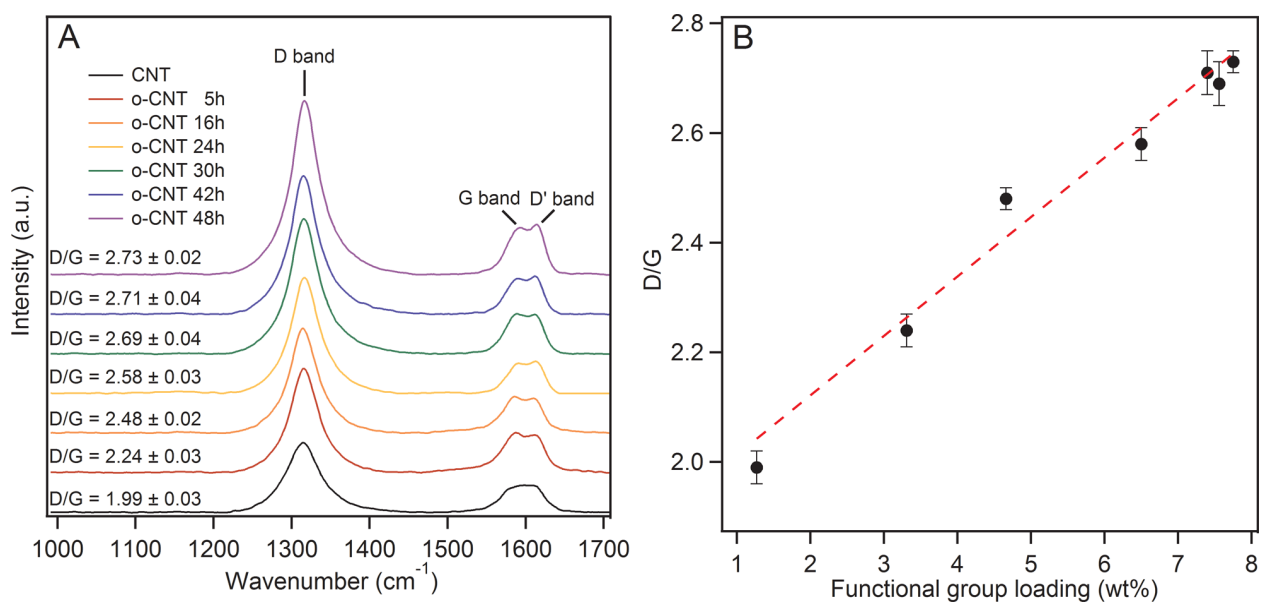 A
D band
CNT
o-CNT 5h
o-CNT 16h
o-CNT 24h
o-CNT 30h
o-CNT 42h
o-CNT 48h
G band
D' band
D/G = 2.73 ± 0.02
D/G = 2.71 ± 0.04
D/G = 2.69 ± 0.04
D/G = 2.58 ± 0.03
D/G = 2.48 ± 0.02
D/G = 2.24 ± 0.03
D/G = 1.99 ± 0.03
Intensity (a.u.)
1000 1100 1200 1300 1400 1500 1600 1700
Wavenumber (cm⁻¹)
B
2.8
2.6
2.4
2.2
2.0
D/G
1 2 3 4 5 6 7 8
Functional group loading (wt%)